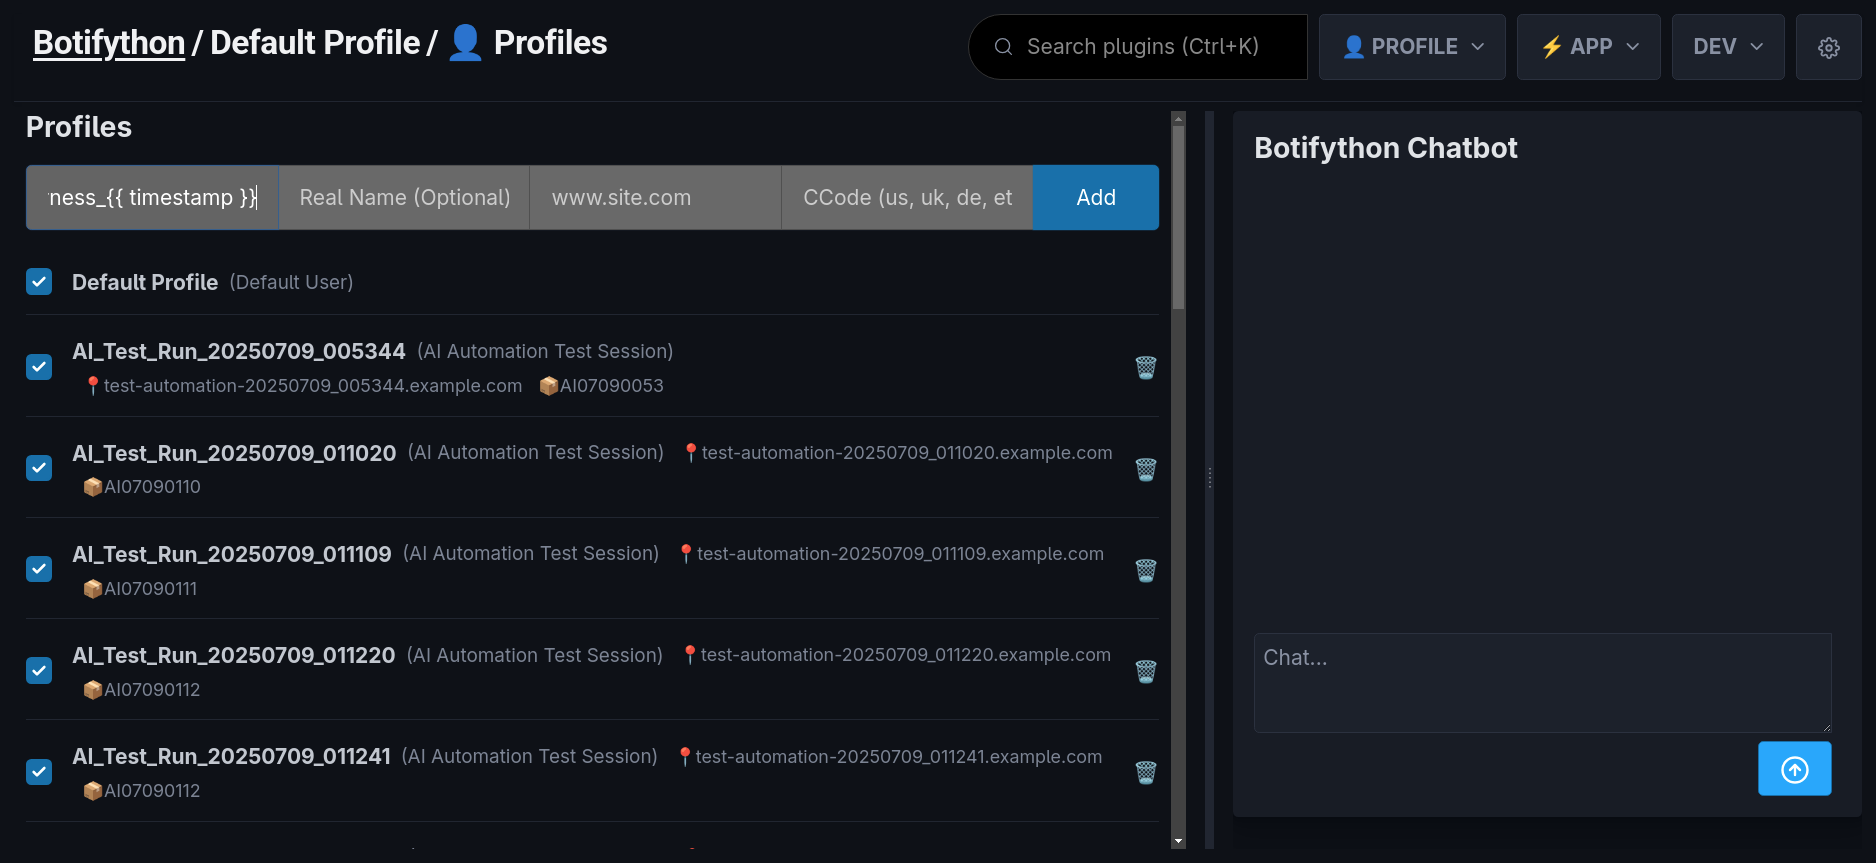 Botifython / Default Profile / 👤 Profiles
Search plugins (Ctrl+K)
👤 PROFILE
⚡ APP
DEV
Profiles
ness_{{ timestamp }}
Real Name (Optional)
www.site.com
CCode (us, uk, de, et
Add
Default Profile (Default User)
AI_Test_Run_20250709_005344 (AI Automation Test Session)
📍test-automation-20250709_005344.example.com 📦AI07090053
AI_Test_Run_20250709_011020 (AI Automation Test Session) 📍test-automation-20250709_011020.example.com
📦AI07090110
AI_Test_Run_20250709_011109 (AI Automation Test Session) 📍test-automation-20250709_011109.example.com
📦AI07090111
AI_Test_Run_20250709_011220 (AI Automation Test Session) 📍test-automation-20250709_011220.example.com
📦AI07090112
AI_Test_Run_20250709_011241 (AI Automation Test Session) 📍test-automation-20250709_011241.example.com
📦AI07090112
Botifython Chatbot
Chat...